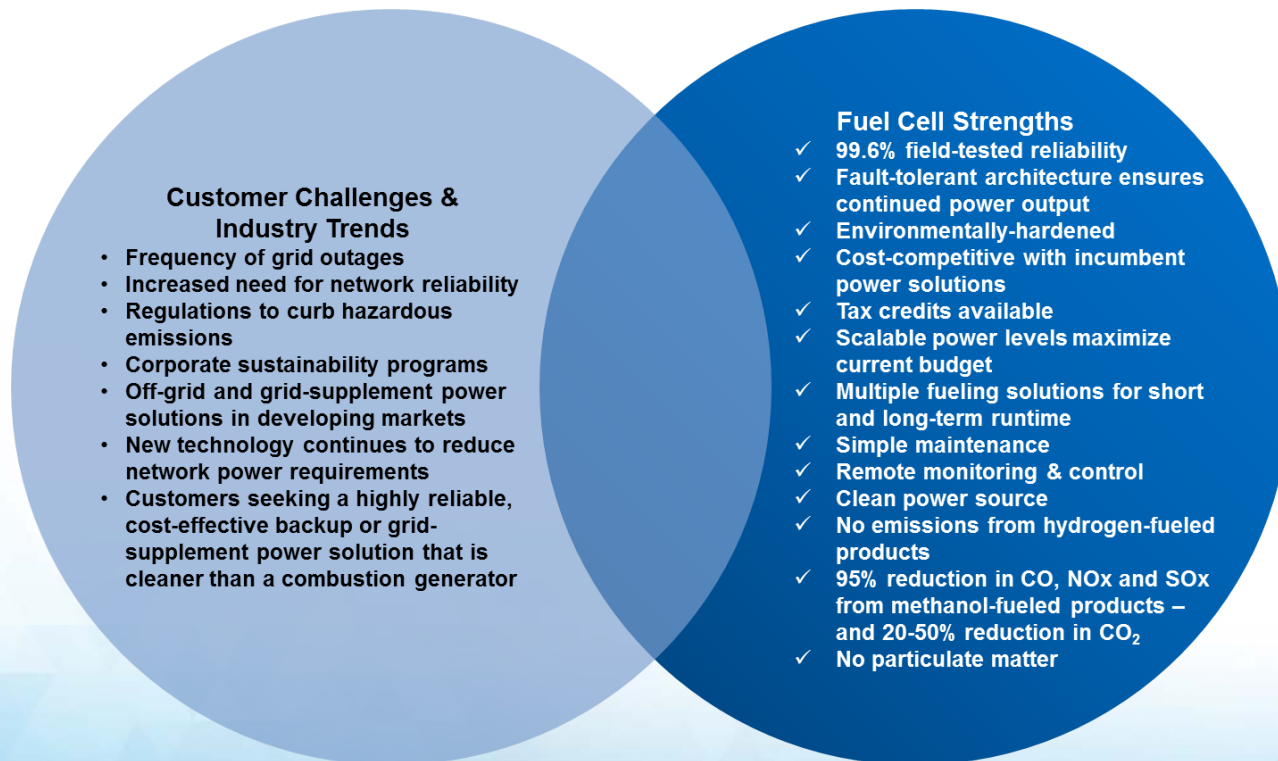 Customer Challenges &
Industry Trends
• Frequency of grid outages
• Increased need for network reliability
• Regulations to curb hazardous
emissions
• Corporate sustainability programs
• Off-grid and grid-supplement power
solutions in developing markets
• New technology continues to reduce
network power requirements
• Customers seeking a highly reliable,
cost-effective backup or grid-
supplement power solution that is
cleaner than a combustion generator
Fuel Cell Strengths
✓ 99.6% field-tested reliability
✓ Fault-tolerant architecture ensures
continued power output
✓ Environmentally-hardened
✓ Cost-competitive with incumbent
power solutions
✓ Tax credits available
✓ Scalable power levels maximize
current budget
✓ Multiple fueling solutions for short
and long-term runtime
✓ Simple maintenance
✓ Remote monitoring & control
✓ Clean power source
✓ No emissions from hydrogen-fueled
products
✓ 95% reduction in CO, NOx and SOx
from methanol-fueled products –
and 20-50% reduction in CO₂
✓ No particulate matter